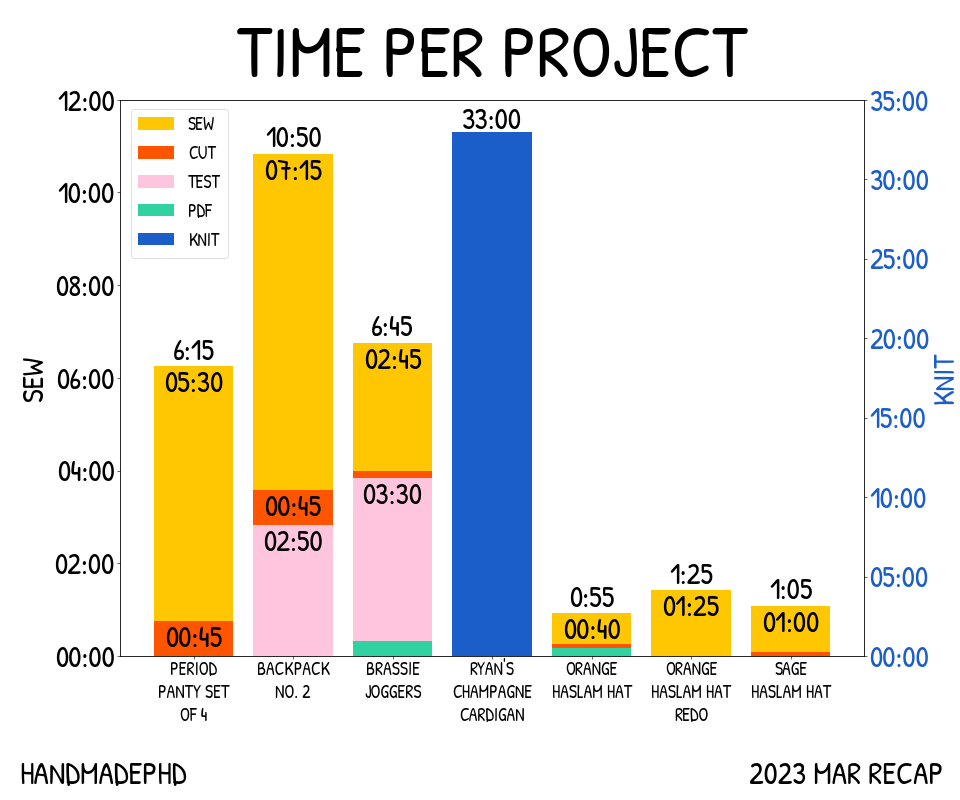 TIME PER PROJECT
12:00
10:00
08:00
06:00
04:00
02:00
00:00
SEW
SEW
CUT
TEST
PDF
KNIT
6:15
05:30
00:45
10:50
07:15
00:45
02:50
6:45
02:45
03:30
33:00
0:55
00:40
1:25
01:25
1:05
01:00
35:00
30:00
25:00
20:00
15:00
10:00
05:00
00:00
KNIT
PERIOD
PANTY SET
OF 4
BACKPACK
NO. 2
BRASSIE
JOGGERS
RYAN'S
CHAMPAGNE
CARDIGAN
ORANGE
HASLAM HAT
ORANGE
HASLAM HAT
REDO
SAGE
HASLAM HAT
HANDMADEPHD
2023 MAR RECAP